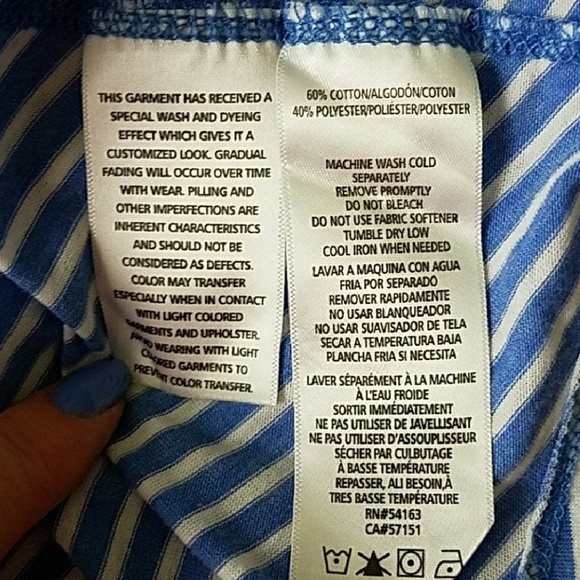 THIS GARMENT HAS RECEIVED A
SPECIAL WASH AND DYEING
EFFECT WHICH GIVES IT A
CUSTOMIZED LOOK. GRADUAL
FADING WILL OCCUR OVER TIME
WITH WEAR. PILLING AND
OTHER IMPERFECTIONS ARE
INHERENT CHARACTERISTICS
AND SHOULD NOT BE
CONSIDERED AS DEFECTS.
COLOR MAY TRANSFER
ESPECIALLY WHEN IN CONTACT
WITH LIGHT COLORED
GARMENTS AND UPHOLSTER.
AVOID WEARING WITH LIGHT
COLORED GARMENTS TO
PREVENT COLOR TRANSFER.
60% COTTON/ALGODÓN/COTON
40% POLYESTER/POLIÉSTER/POLYESTER
MACHINE WASH COLD
SEPARATELY
REMOVE PROMPTLY
DO NOT BLEACH
DO NOT USE FABRIC SOFTENER
TUMBLE DRY LOW
COOL IRON WHEN NEEDED
LAVAR A MAQUINA CON AGUA
FRIA POR SEPARADO
REMOVER RAPIDAMENTE
NO USAR BLANQUEADOR
NO USAR SUAVISADOR DE TELA
SECAR A TEMPERATURA BAJA
PLANCHA FRIA SI NECESITA
LAVER SÉPARÉMENT À LA MACHINE
À L'EAU FROIDE
SORTIR IMMÉDIATEMENT
NE PAS UTILISER DE JAVELLISANT
NE PAS UTILISER D'ASSOUPLISSEUR
SÉCHER PAR CULBUTAGE
À BASSE TEMPÉRATURE
REPASSER, ALI BESOIN,À
TRES BASSE TEMPÉRATURE
RN#54163
CA#57151